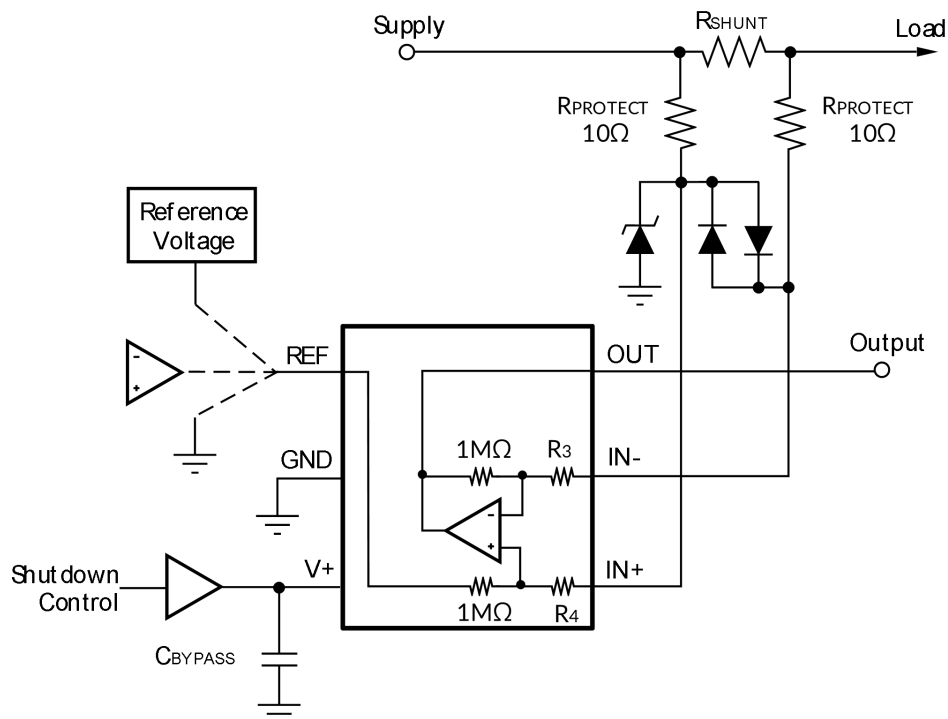 Supply
RSHUNT
Load
RPROTECT
10Ω
RPROTECT
10Ω
Reference
Voltage
-
+
REF
OUT
Output
GND
1MΩ
R3
IN-
-
+
V+
1MΩ
R4
IN+
Shutdown
Control
CBYPASS